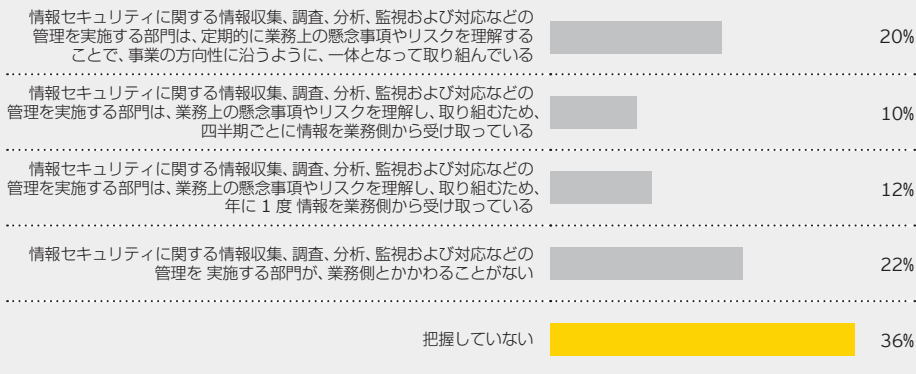 情報セキュリティに関する情報収集、調査、分析、監視および対応などの
管理を実施する部門は、定期的に業務上の懸念事項やリスクを理解する
ことで、事業の方向性に沿うように、一体となって取り組んでいる
20%
情報セキュリティに関する情報収集、調査、分析、監視および対応などの
管理を実施する部門は、業務上の懸念事項やリスクを理解し、取り組むため、
四半期ごとに情報を業務側から受け取っている
10%
情報セキュリティに関する情報収集、調査、分析、監視および対応などの
管理を実施する部門は、業務上の懸念事項やリスクを理解し、取り組むため、
年に 1 度 情報を業務側から受け取っている
12%
情報セキュリティに関する情報収集、調査、分析、監視および対応などの
管理を 実施する部門が、業務側とかかわることがない
22%
把握していない
36%